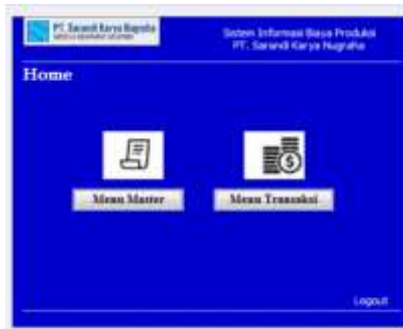 PT. Sarandi Karya Nugraha
Sistem Informasi Biaya Produksi
PT. Sarandi Karya Nugraha
Home
Menu Master
Menu Transaksi
Logout